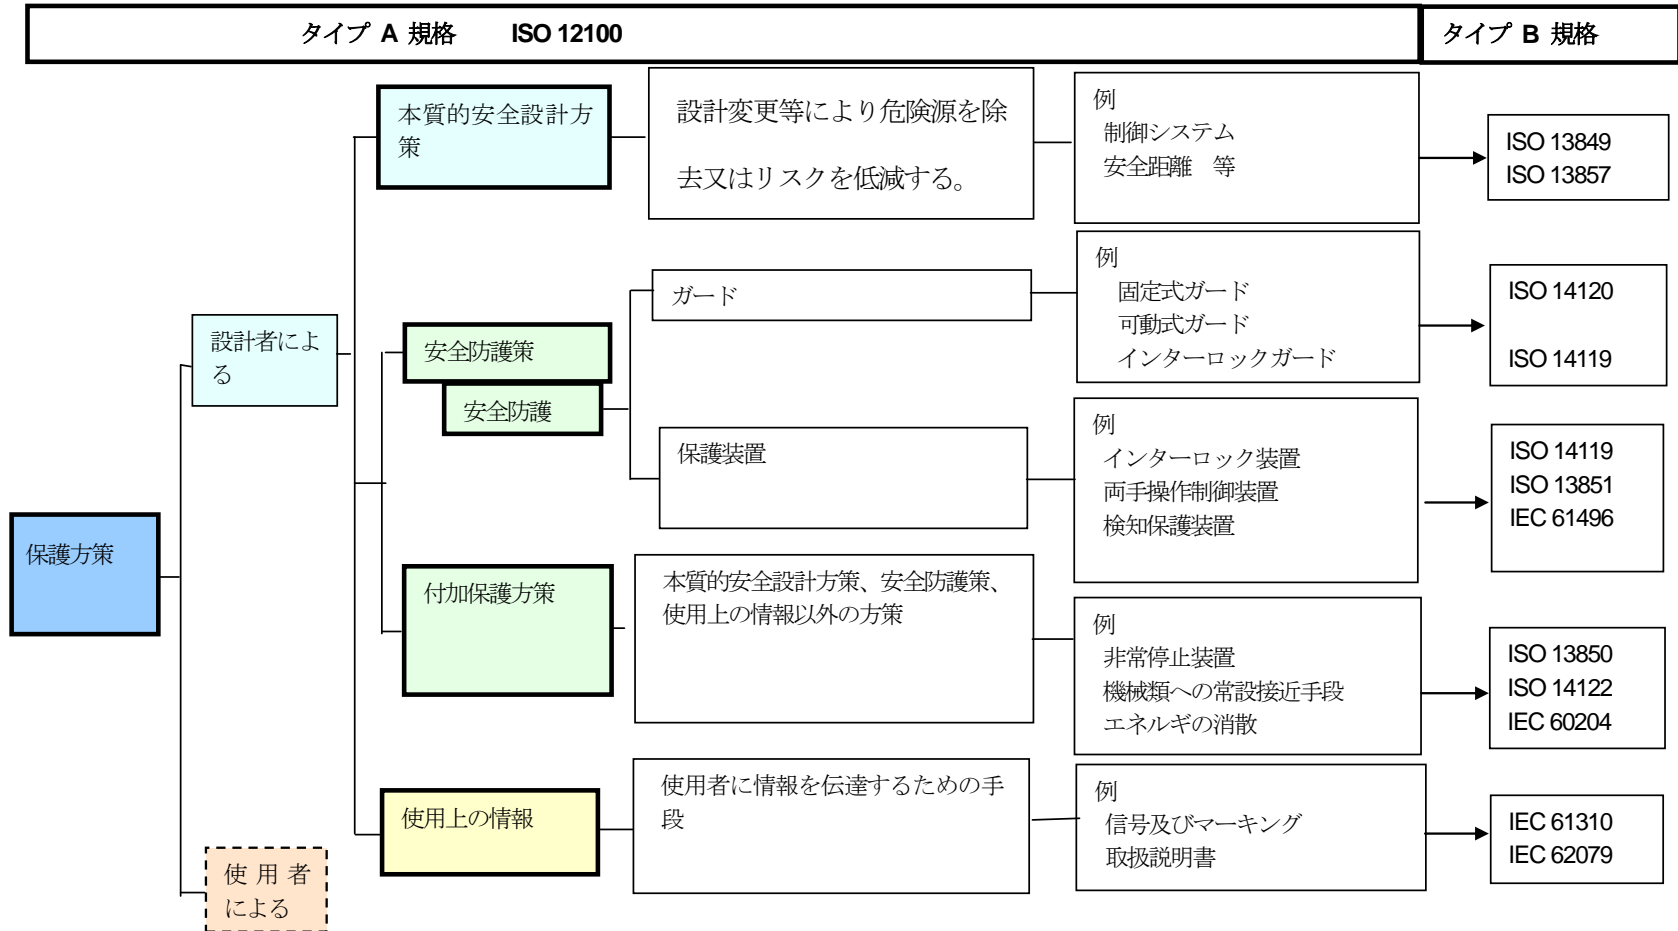 タイプ A 規格 ISO 12100
タイプ B 規格
保護方策
設計者によ
る
使用者
による
本質的安全設計方
策
設計変更等により危険源を除
去又はリスクを低減する。
例
制御システム
安全距離 等
ISO 13849
ISO 13857
安全防護策
安全防護
ガード
例
固定式ガード
可動式ガード
インターロックガード
ISO 14120
ISO 14119
保護装置
例
インターロック装置
両手操作制御装置
検知保護装置
ISO 14119
ISO 13851
IEC 61496
付加保護方策
本質的安全設計方策、安全防護策、
使用上の情報以外の方策
例
非常停止装置
機械類への常設接近手段
エネルギの消散
ISO 13850
ISO 14122
IEC 60204
使用上の情報
使用者に情報を伝達するための手
段
例
信号及びマーキング
取扱説明書
IEC 61310
IEC 62079